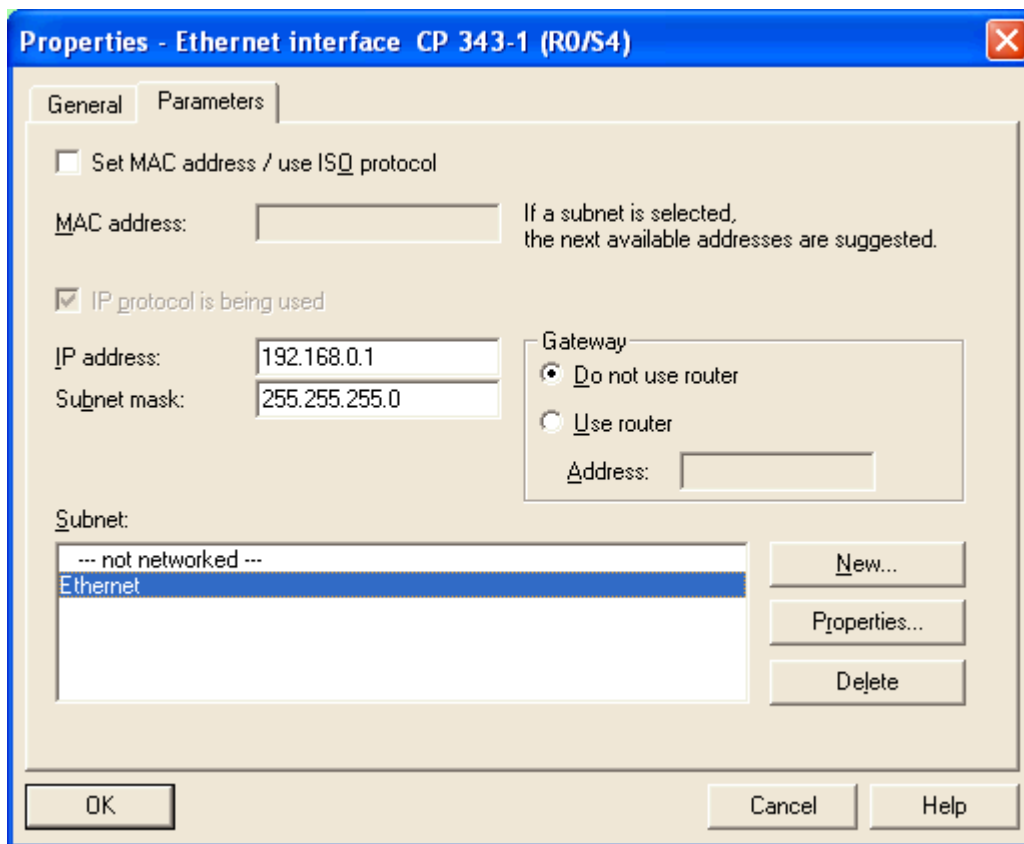 Properties - Ethernet interface CP 343-1 (R0/S4)
General
Parameters
Set MAC address / use ISO protocol
MAC address:
If a subnet is selected,
the next available addresses are suggested.
IP protocol is being used
IP address:
192.168.0.1
Subnet mask:
255.255.255.0
Gateway
Do not use router
Use router
Address:
Subnet:
--- not networked ---
Ethernet
New...
Properties...
Delete
OK
Cancel
Help